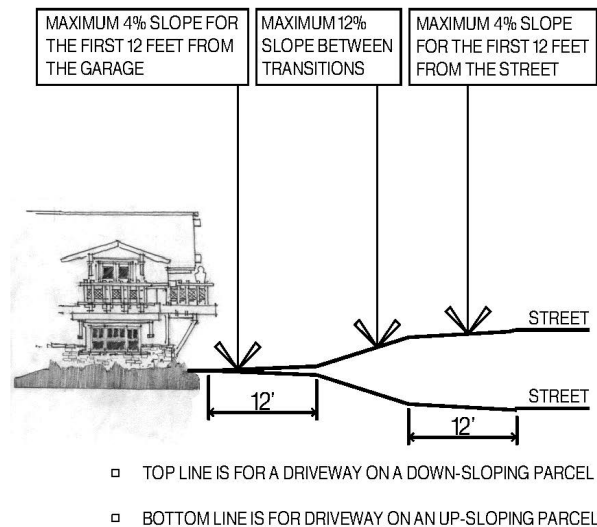 MAXIMUM 4% SLOPE FOR
THE FIRST 12 FEET FROM
THE GARAGE
MAXIMUM 12%
SLOPE BETWEEN
TRANSITIONS
MAXIMUM 4% SLOPE
FOR THE FIRST 12 FEET
FROM THE STREET
STREET
STREET
12'
12'
TOP LINE IS FOR A DRIVEWAY ON A DOWN-SLOPING PARCEL
BOTTOM LINE IS FOR DRIVEWAY ON AN UP-SLOPING PARCEL